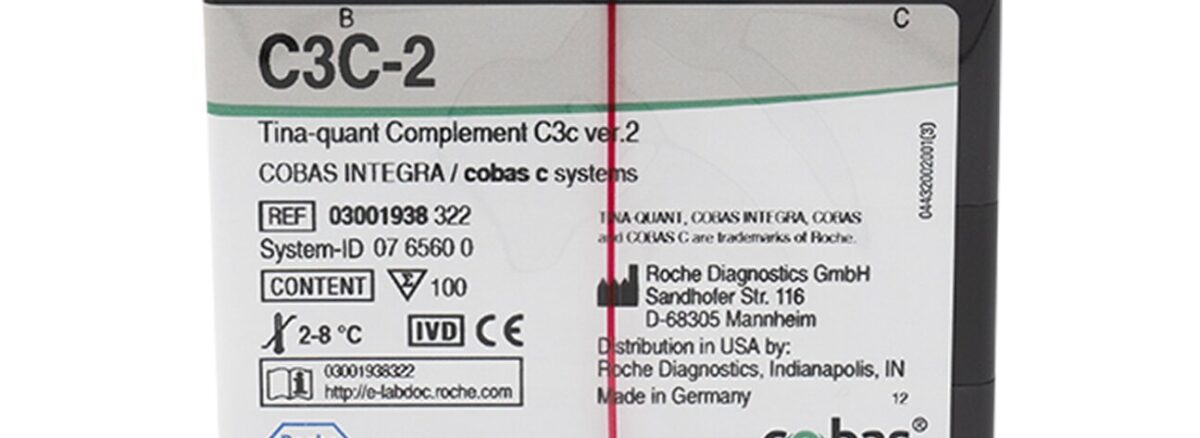 B
C
C3C-2
Tina-quant Complement C3c ver.2
COBAS INTEGRA / cobas c systems
REF 03001938 322
System-ID 07 6560 0
CONTENT Σ 100
2-8 °C IVD CE
03001938322
http://e-labdoc.roche.com
04432002001(3)
TINA-QUANT, COBAS INTEGRA, COBAS
and COBAS C are trademarks of Roche.
Roche Diagnostics GmbH
Sandhofer Str. 116
D-68305 Mannheim
Distribution in USA by:
Roche Diagnostics, Indianapolis, IN
Made in Germany
12
cobas®